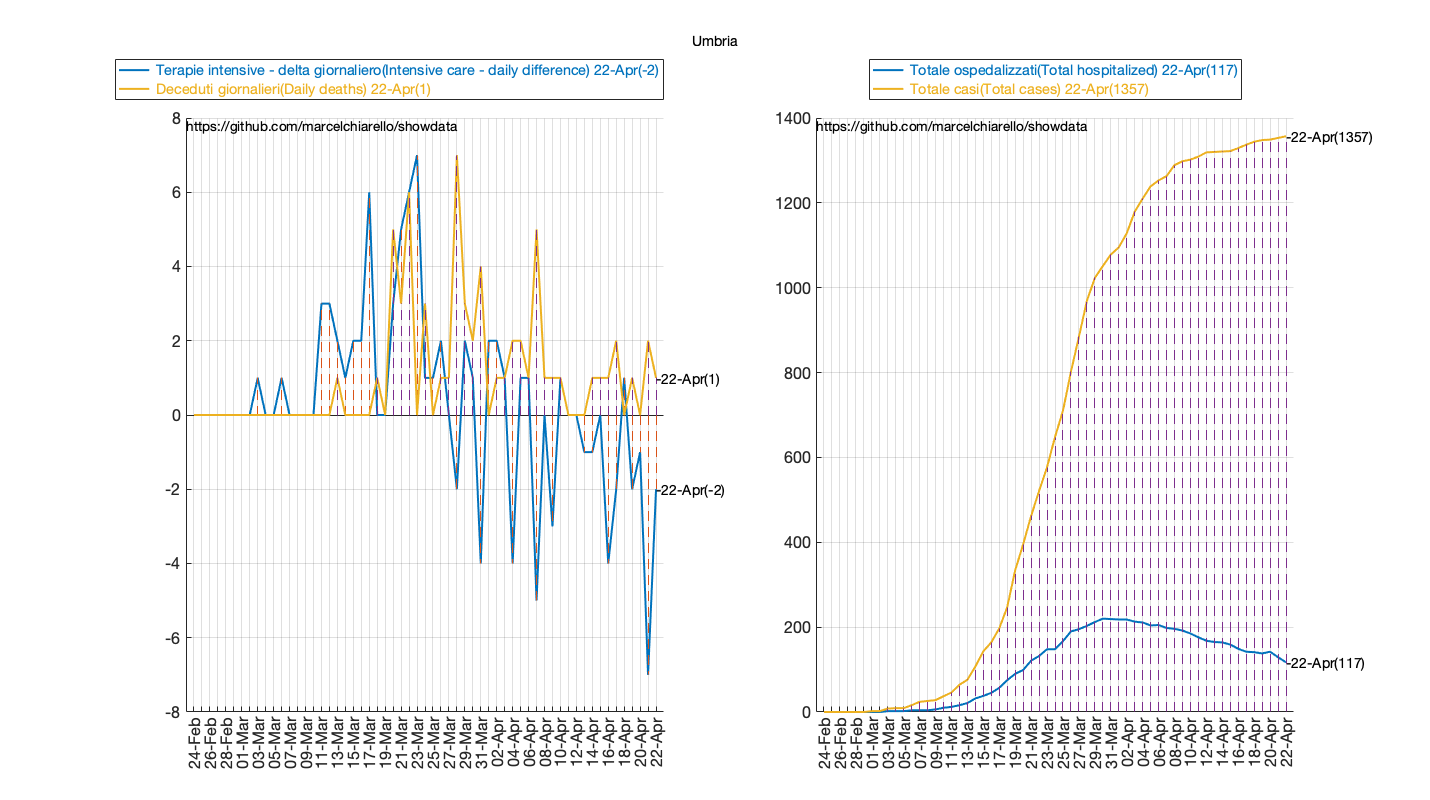 Umbria
Terapie intensive - delta giornaliero(Intensive care - daily difference) 22-Apr(-2)
Deceduti giornalieri(Daily deaths) 22-Apr(1)
https://github.com/marcelchiarello/showdata
8
6
4
2
0
-2
-4
-6
-8
22-Apr(1)
22-Apr(-2)
24-Feb
26-Feb
28-Feb
01-Mar
03-Mar
05-Mar
07-Mar
09-Mar
11-Mar
13-Mar
15-Mar
17-Mar
19-Mar
21-Mar
23-Mar
25-Mar
27-Mar
29-Mar
31-Mar
02-Apr
04-Apr
06-Apr
08-Apr
10-Apr
12-Apr
14-Apr
16-Apr
18-Apr
20-Apr
22-Apr
Totale ospedalizzati(Total hospitalized) 22-Apr(117)
Totale casi(Total cases) 22-Apr(1357)
https://github.com/marcelchiarello/showdata
1400
1200
1000
800
600
400
200
0
22-Apr(1357)
22-Apr(117)
24-Feb
26-Feb
28-Feb
01-Mar
03-Mar
05-Mar
07-Mar
09-Mar
11-Mar
13-Mar
15-Mar
17-Mar
19-Mar
21-Mar
23-Mar
25-Mar
27-Mar
29-Mar
31-Mar
02-Apr
04-Apr
06-Apr
08-Apr
10-Apr
12-Apr
14-Apr
16-Apr
18-Apr
20-Apr
22-Apr